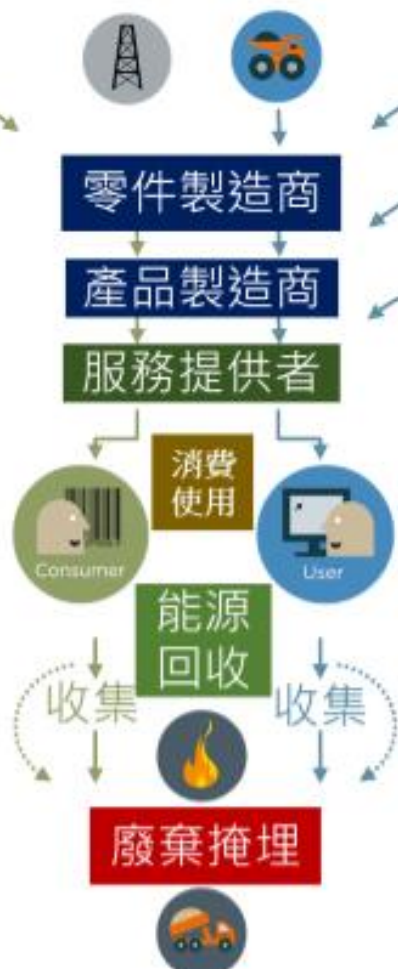 零件製造商
產品製造商
服務提供者
消費
使用
Consumer
User
能源
回收
收集
收集
廢棄掩埋